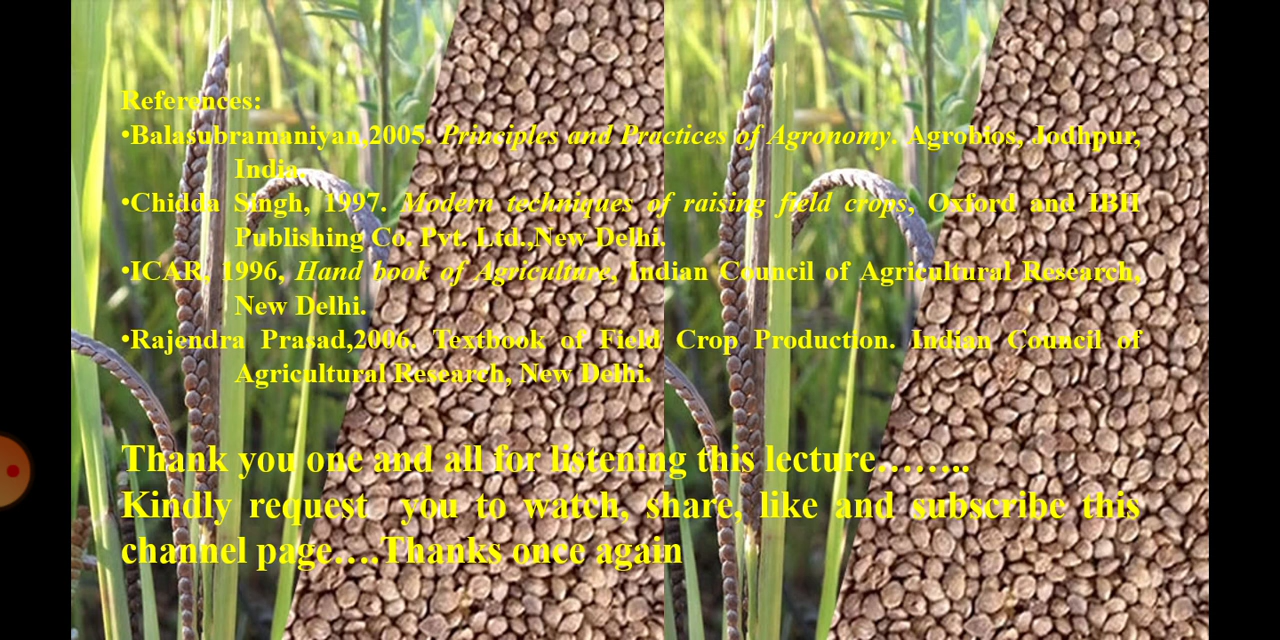 References:
•Balasubramaniyan,2005. Principles and Practices of Agronomy. Agrobios, Jodhpur,
India.
•Chidda Singh, 1997. Modern techniques of raising field crops, Oxford and IBH
Publishing Co. Pvt. Ltd.,New Delhi.
•ICAR, 1996, Hand book of Agriculture, Indian Council of Agricultural Research,
New Delhi.
•Rajendra Prasad,2006. Textbook of Field Crop Production. Indian Council of
Agricultural Research, New Delhi.
Thank you one and all for listening this lecture……..
Kindly request you to watch, share, like and subscribe this
channel page….Thanks once again